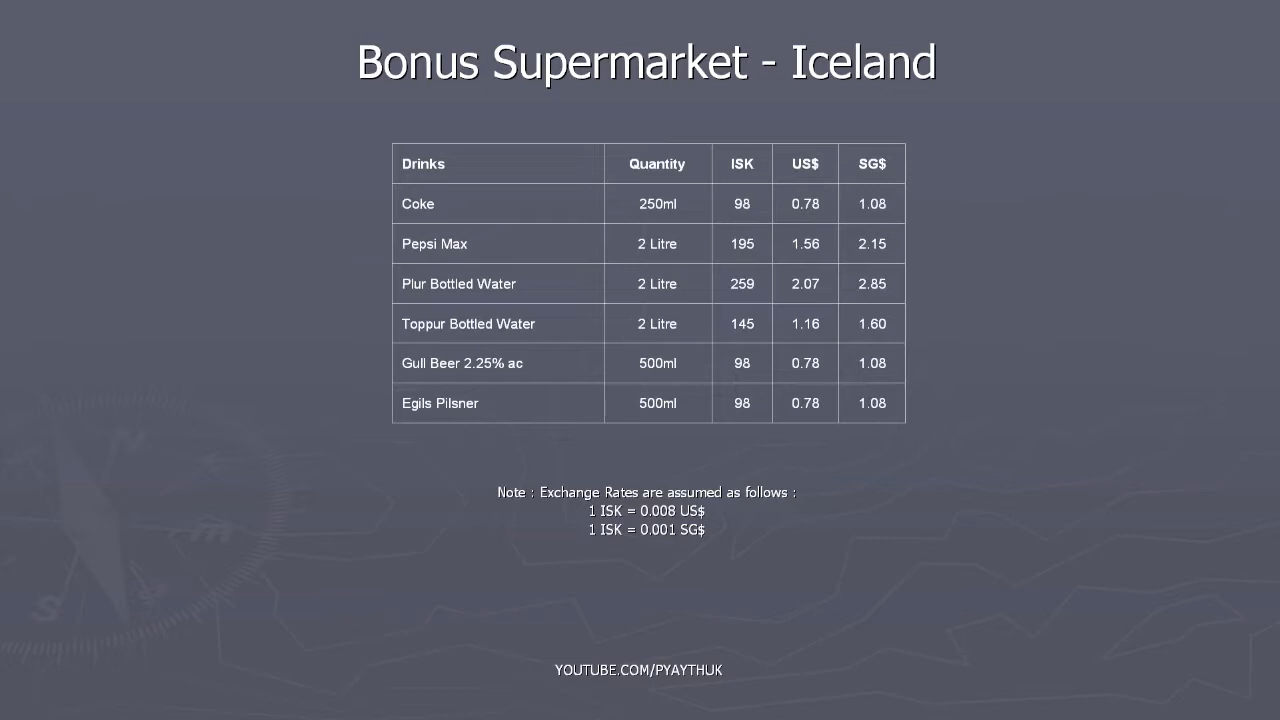 Bonus Supermarket - Iceland
Drinks Quantity ISK US$ SG$
Coke 250ml 98 0.78 1.08
Pepsi Max 2 Litre 195 1.56 2.15
Plur Bottled Water 2 Litre 259 2.07 2.85
Toppur Bottled Water 2 Litre 145 1.16 1.60
Gull Beer 2.25% ac 500ml 98 0.78 1.08
Egils Pilsner 500ml 98 0.78 1.08
Note : Exchange Rates are assumed as follows :
1 ISK = 0.008 US$
1 ISK = 0.001 SG$
N
E
S
YOUTUBE.COM/PYAYTHUK